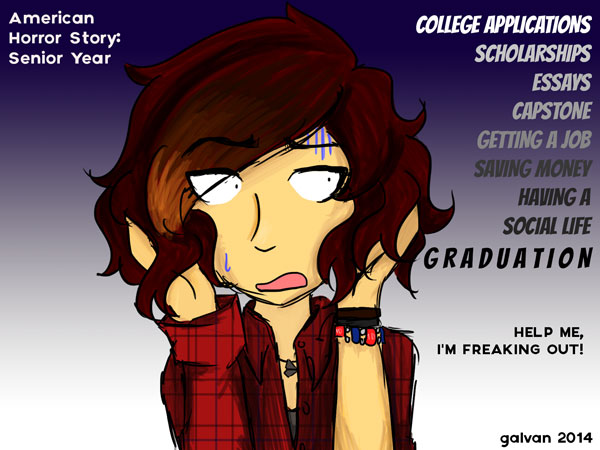 American
Horror Story:
Senior Year
COLLEGE APPLICATIONS
SCHOLARSHIPS
ESSAYS
CAPSTONE
GETTING A JOB
SAVING MONEY
HAVING A
SOCIAL LIFE
GRADUATION
HELP ME,
I'M FREAKING OUT!
galvan 2014